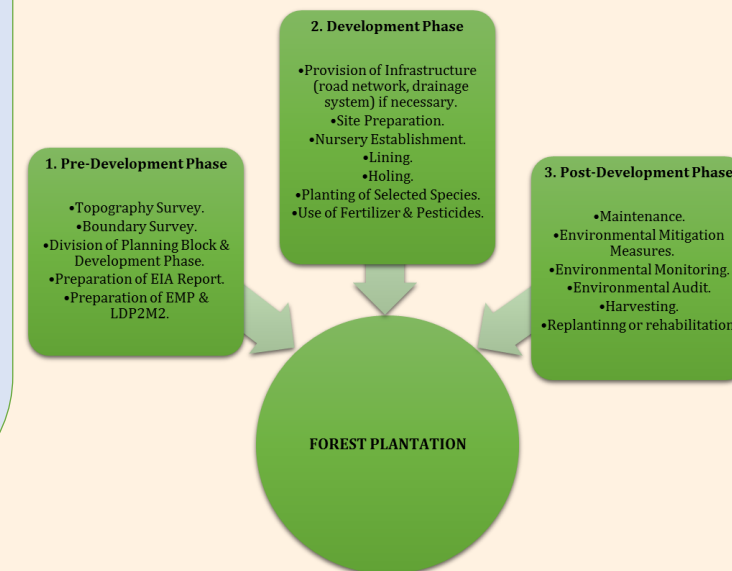 1. Pre-Development Phase
•Topography Survey.
•Boundary Survey.
•Division of Planning Block &
Development Phase.
•Preparation of EIA Report.
•Preparation of EMP &
LDP2M2.
2. Development Phase
•Provision of Infrastructure
(road network, drainage
system) if necessary.
•Site Preparation.
•Nursery Establishment.
•Lining.
•Holing.
•Planting of Selected Species.
•Use of Fertilizer & Pesticides.
3. Post-Development Phase
•Maintenance.
•Environmental Mitigation
Measures.
•Environmental Monitoring.
•Environmental Audit.
•Harvesting.
•Replantinng or rehabilitation
FOREST PLANTATION